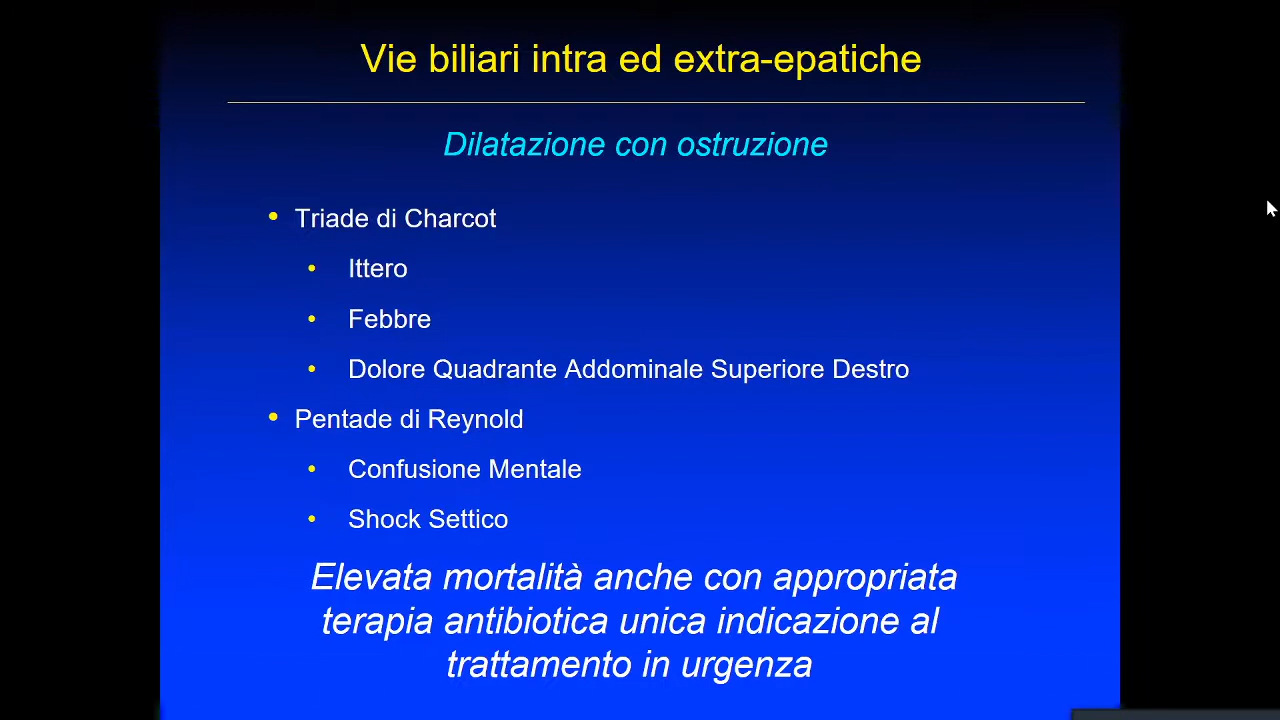 Vie biliari intra ed extra-epatiche
Dilatazione con ostruzione
• Triade di Charcot
• Ittero
• Febbre
• Dolore Quadrante Addominale Superiore Destro
• Pentade di Reynold
• Confusione Mentale
• Shock Settico
Elevata mortalità anche con appropriata
terapia antibiotica unica indicazione al
trattamento in urgenza